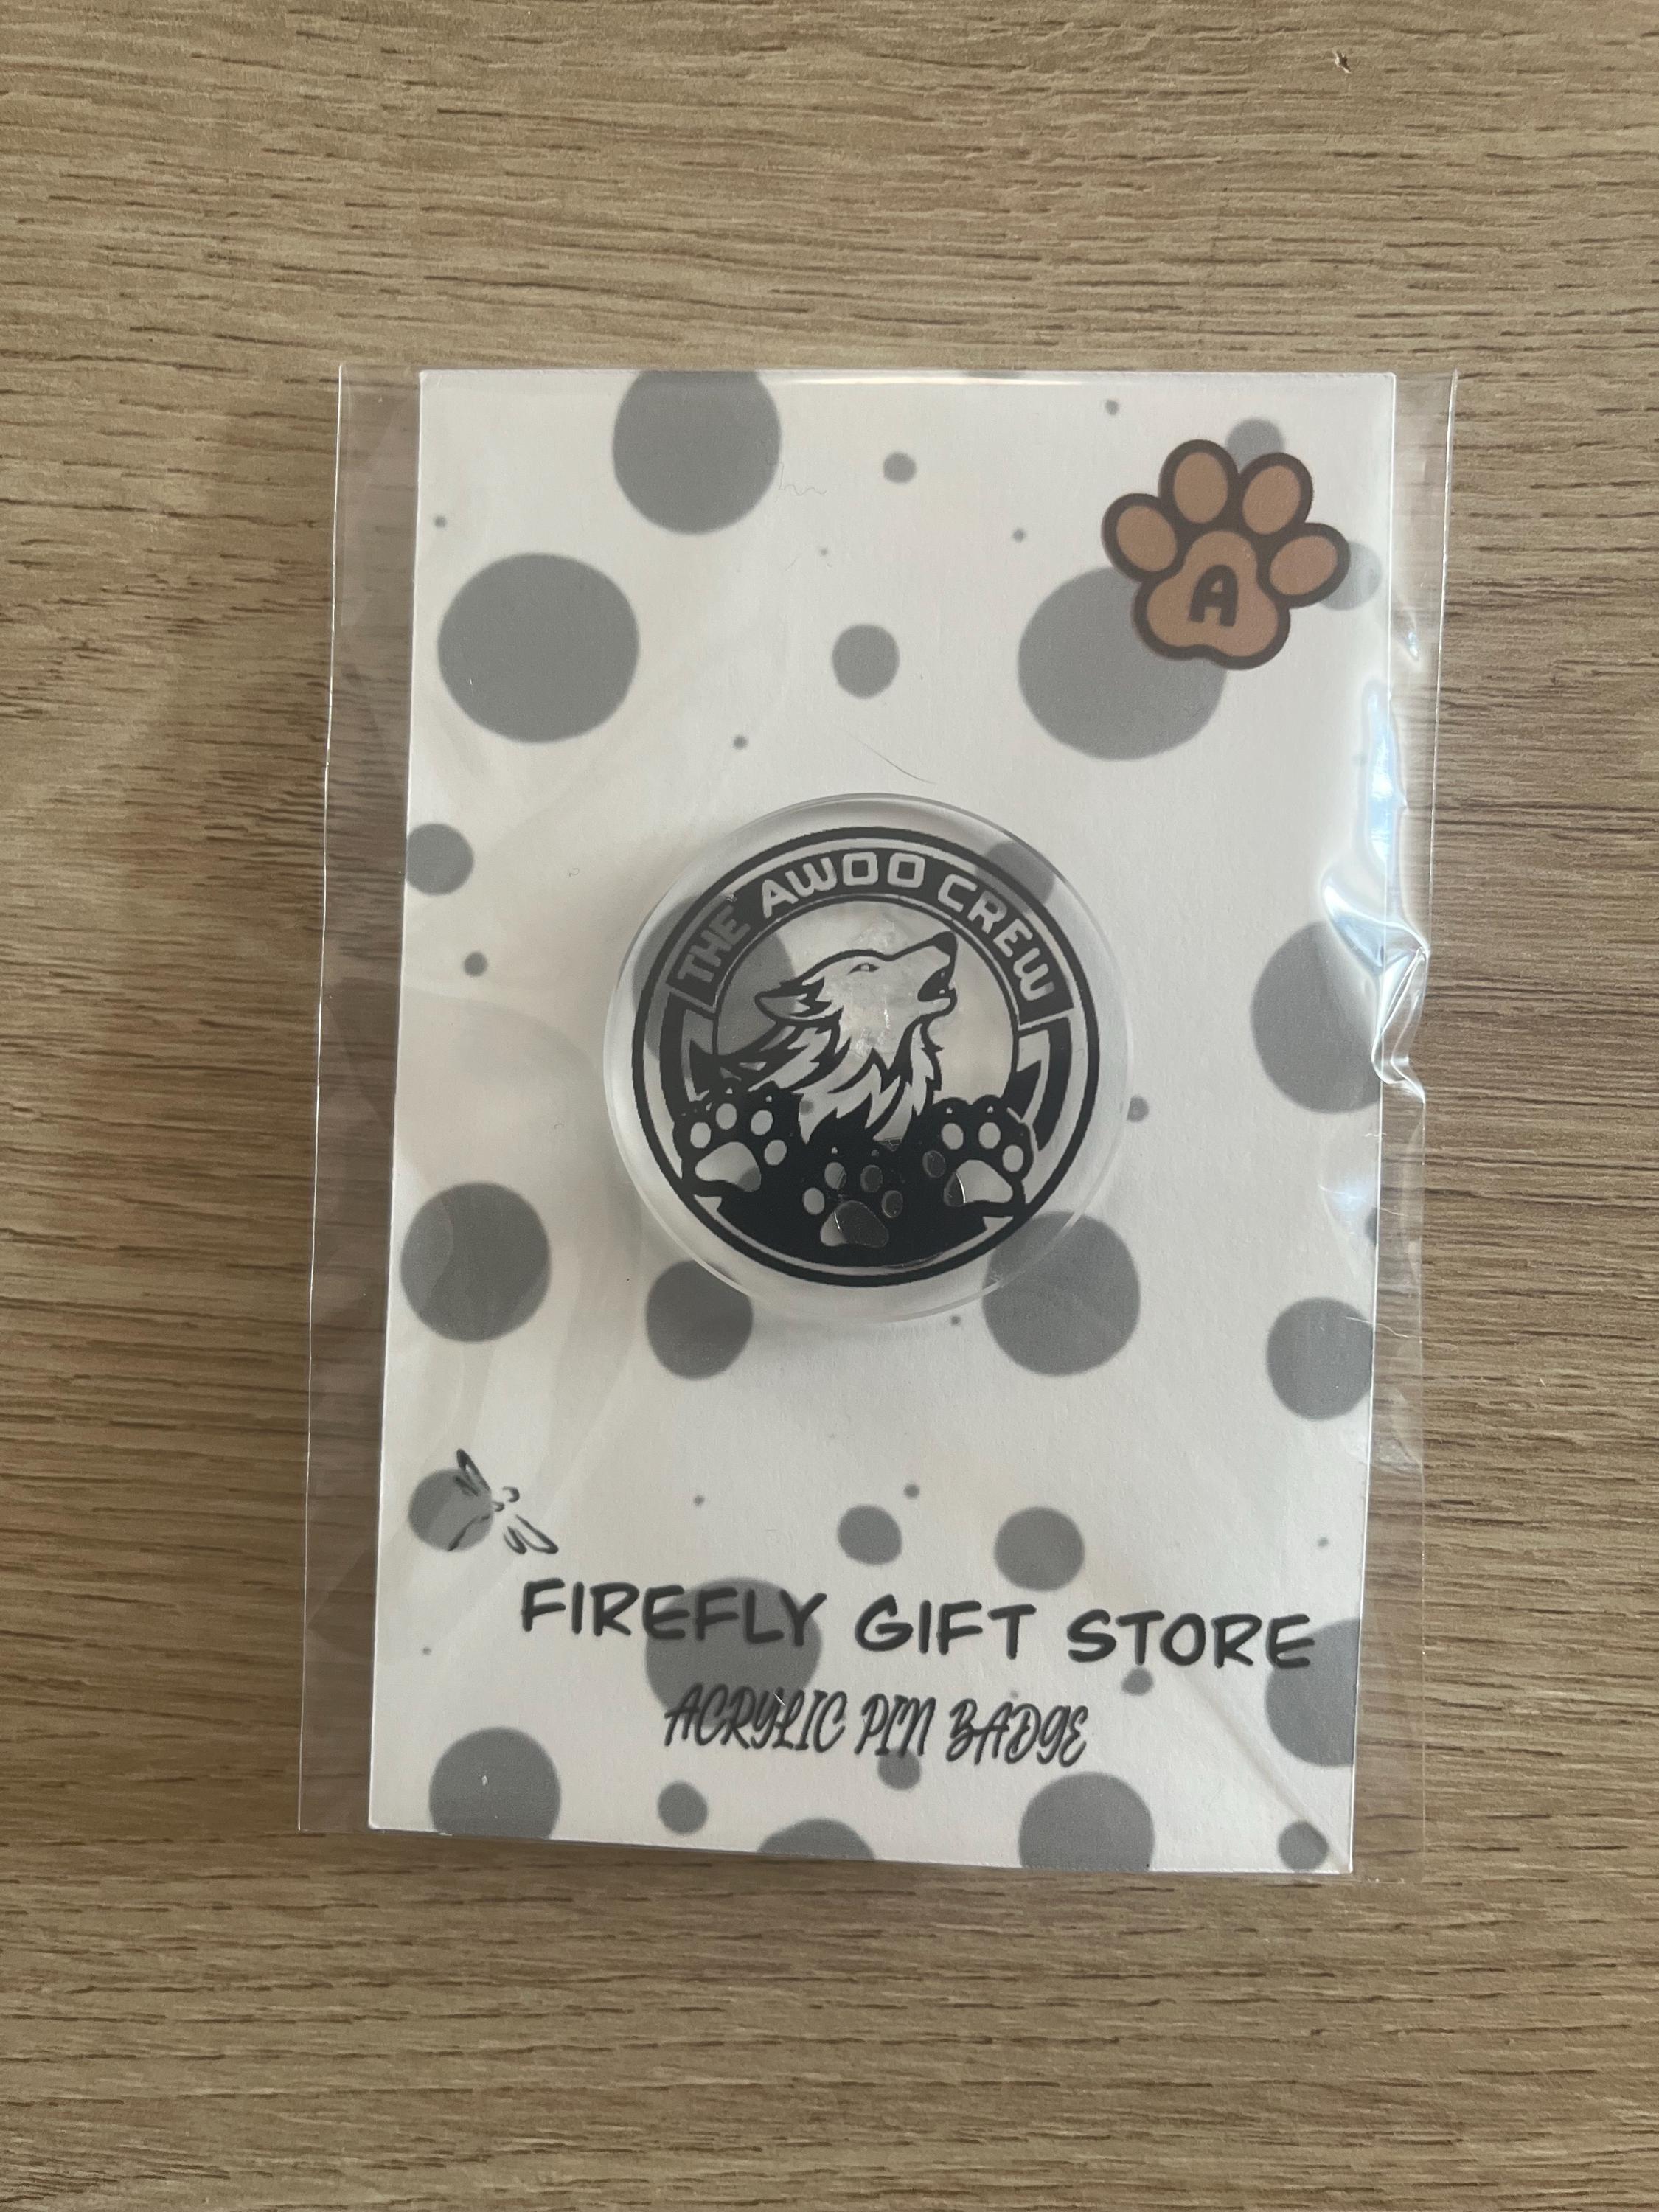 A
THE AWOO CREW
FIREFLY GIFT STORE
ACRYLIC PIN BADGE